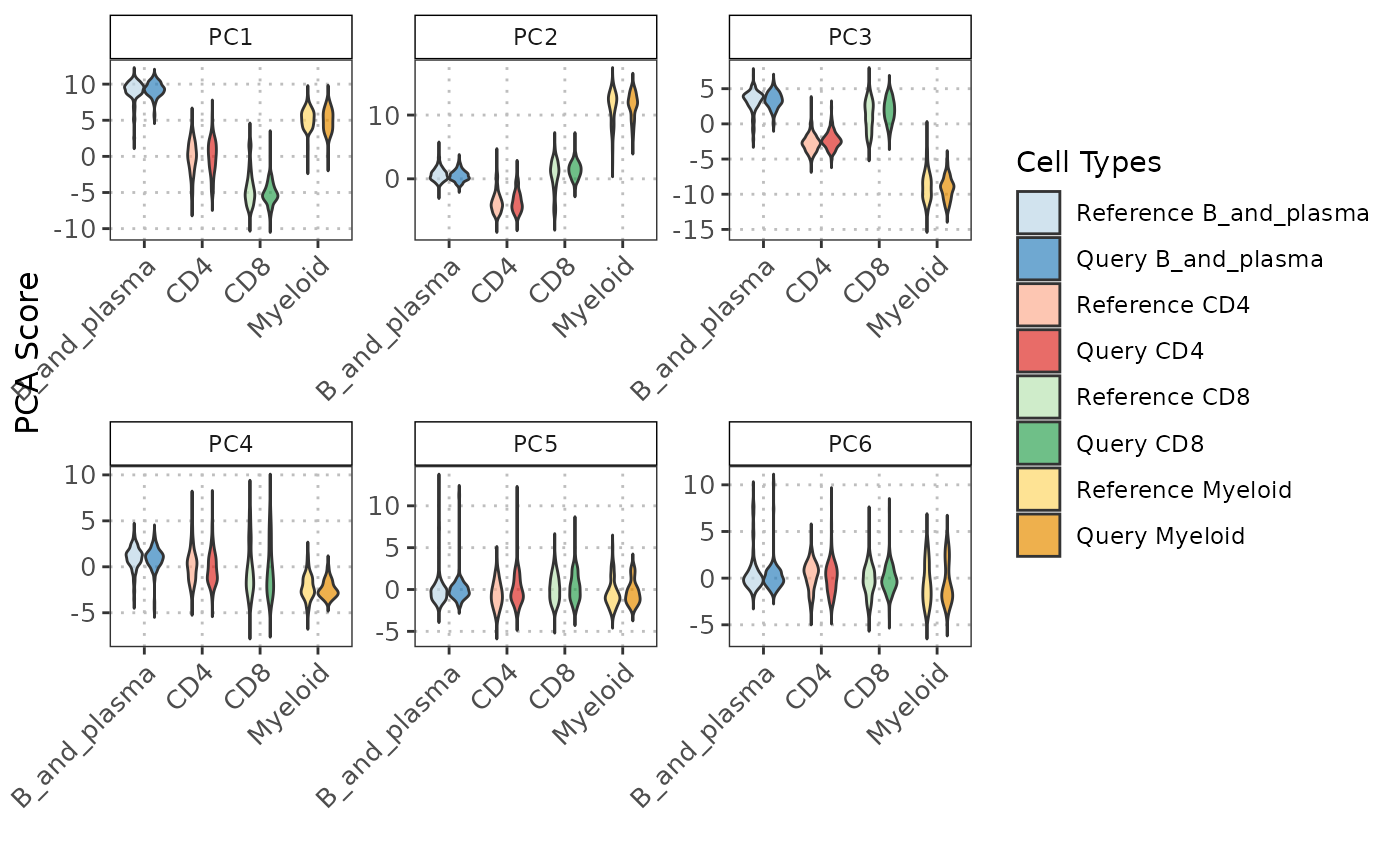 PC1 PC2 PC3
10 5 0 -5 -10
10 0
5 0 -5 -10 -15
B_and_plasma CD4 CD8 Myeloid
B_and_plasma CD4 CD8 Myeloid
B_and_plasma CD4 CD8 Myeloid
PCA Score
PC4 PC5 PC6
10 5 0 -5
10 5 0 -5
10 5 0 -5
B_and_plasma CD4 CD8 Myeloid
B_and_plasma CD4 CD8 Myeloid
B_and_plasma CD4 CD8 Myeloid
Cell Types
Reference B_and_plasma
Query B_and_plasma
Reference CD4
Query CD4
Reference CD8
Query CD8
Reference Myeloid
Query Myeloid